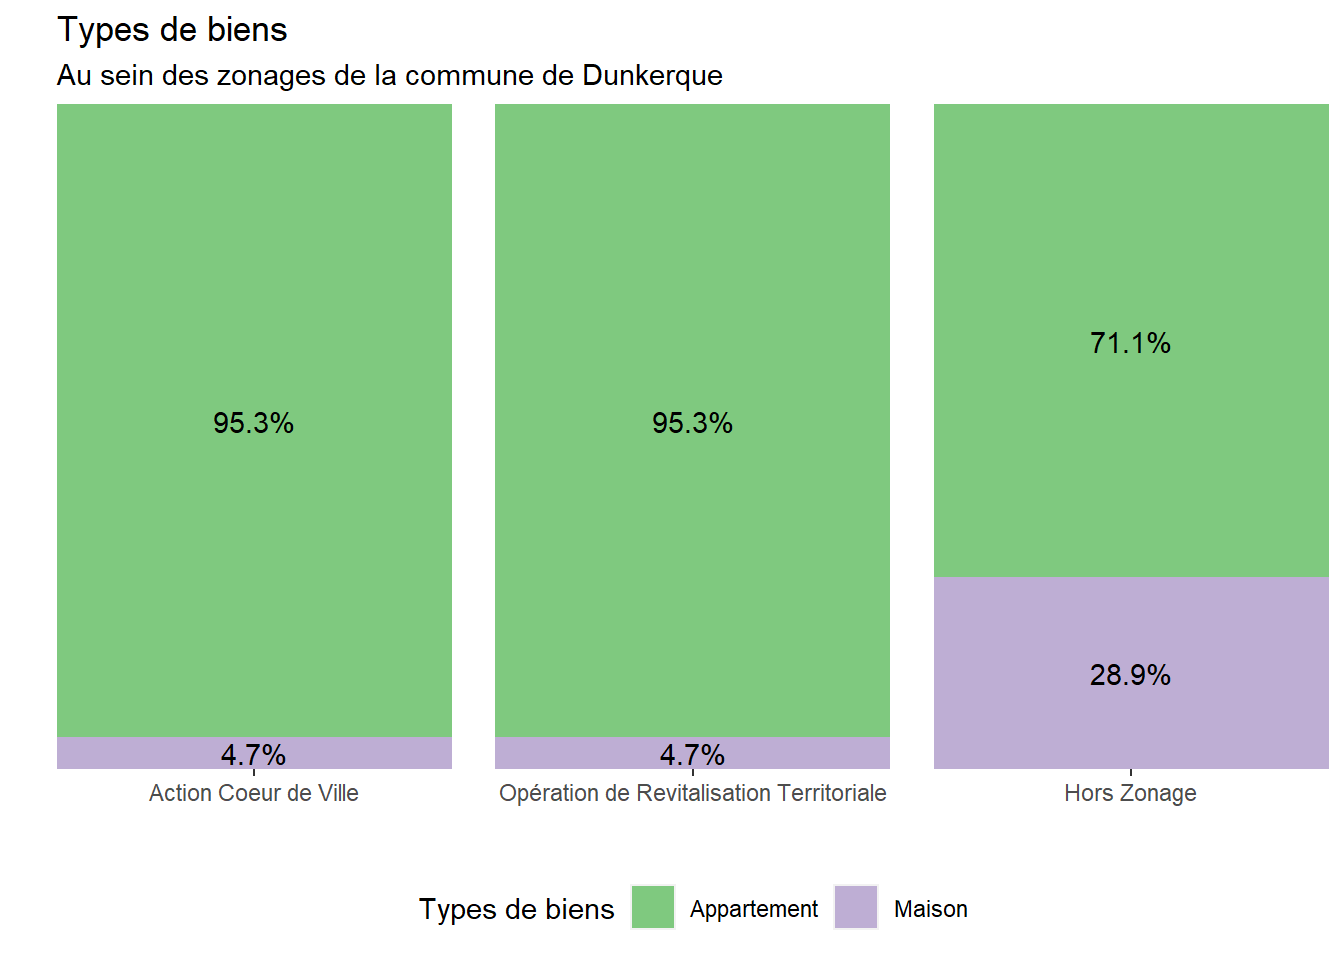 Types de biens
Au sein des zonages de la commune de Dunkerque
71.1%
95.3% 95.3%
28.9%
4.7% 4.7%
Action Coeur de Ville Opération de Revitalisation Territoriale Hors Zonage
Types de biens Appartement Maison